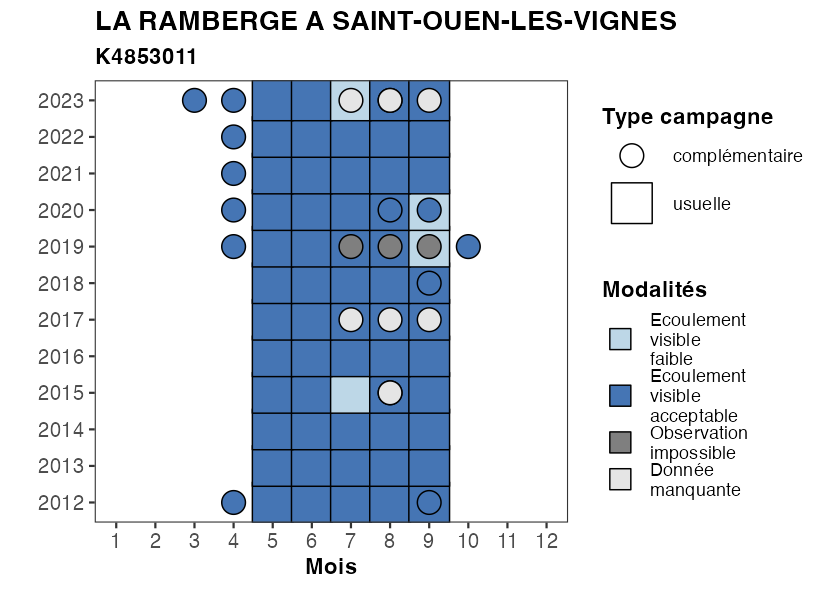 LA RAMBERGE A SAINT-OUEN-LES-VIGNES
K4853011
2023
2022
2021
2020
2019
2018
2017
2016
2015
2014
2013
2012
1 2 3 4 5 6 7 8 9 10 11 12
Mois
Type campagne
complémentaire
usuelle
Modalités
Ecoulement
visible
faible
Ecoulement
visible
acceptable
Observation
impossible
Donnée
manquante